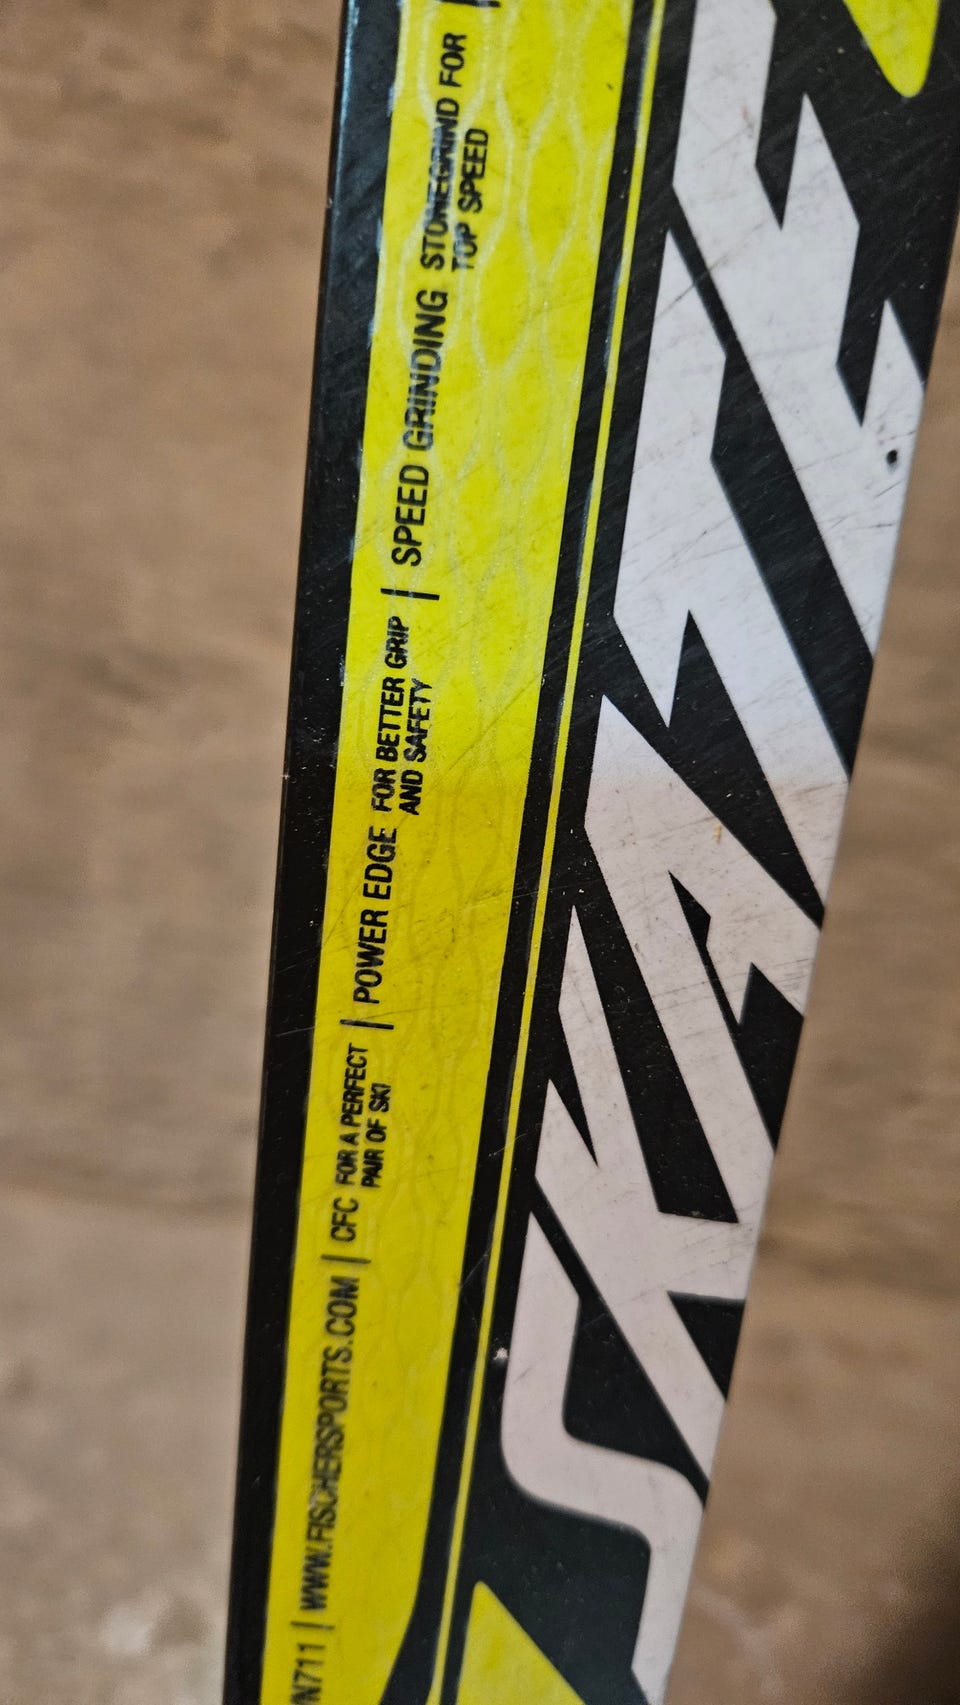 N711 | WWW.FISCHERSPORTS.COM | CFC FOR A PERFECT
PAIR OF SKI
| POWER EDGE FOR BETTER GRIP
AND SAFETY
| SPEED GRINDING STONEGRIND FOR
TOP SPEED |
SKATE